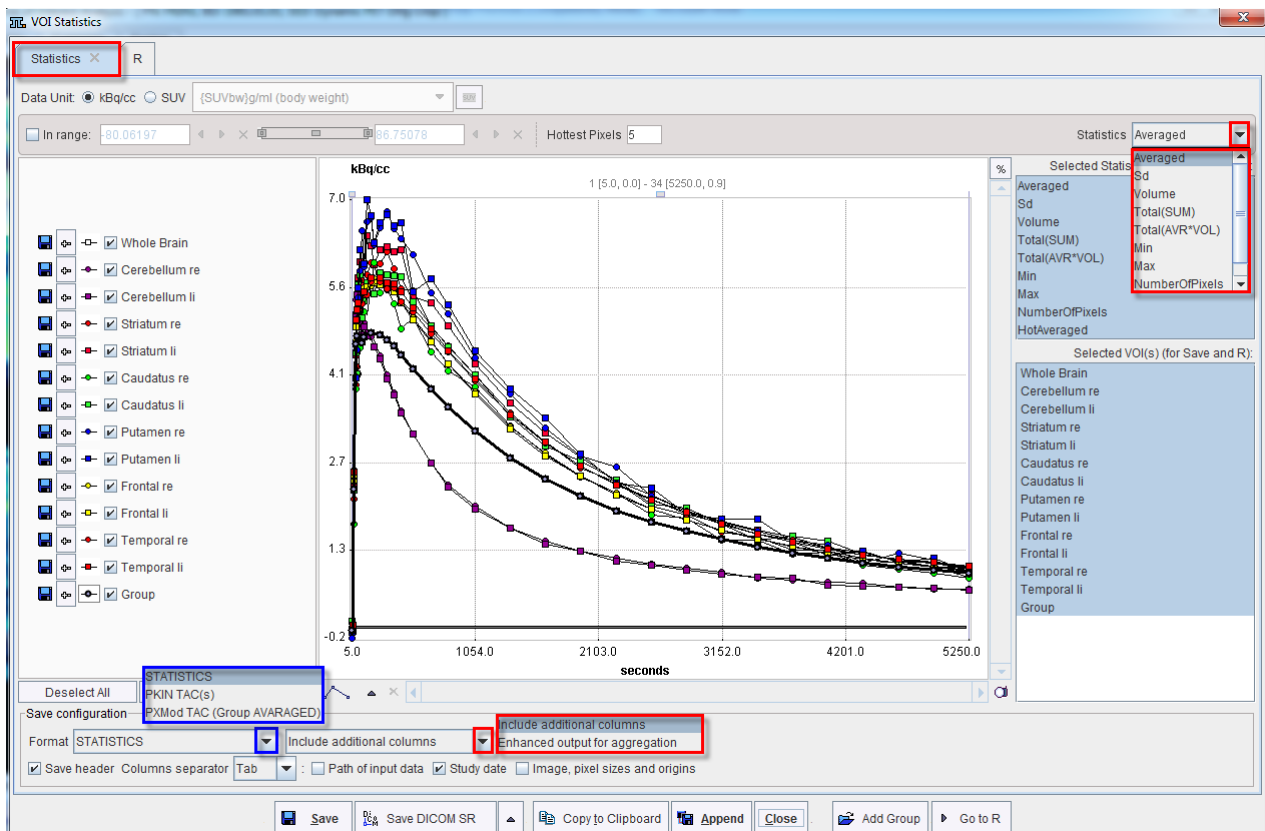 VOI Statistics
Statistics R
Data Unit: kBq/cc SUV {SUVbw}g/ml (body weight) SUV
In range: -80.06197 86.75078 Hottest Pixels 5 Statistics Averaged
Averaged
Sd
Volume
Total(SUM)
Total(AVR*VOL)
Min
Max
NumberOfPixels
kBq/cc
1 [5.0, 0.0] - 34 [5250.0, 0.9]
%
7.0
5.6
4.1
2.7
1.3
-0.2
5.0 1054.0 2103.0 3152.0 4201.0 5250.0
seconds
Whole Brain
Cerebellum re
Cerebellum li
Striatum re
Striatum li
Caudatus re
Caudatus li
Putamen re
Putamen li
Frontal re
Frontal li
Temporal re
Temporal li
Group
Selected Statis
Averaged
Sd
Volume
Total(SUM)
Total(AVR*VOL)
Min
Max
NumberOfPixels
HotAveraged
Selected VOI(s) (for Save and R):
Whole Brain
Cerebellum re
Cerebellum li
Striatum re
Striatum li
Caudatus re
Caudatus li
Putamen re
Putamen li
Frontal re
Frontal li
Temporal re
Temporal li
Group
Deselect All
STATISTICS
PKIN TAC(s)
PXMod TAC (Group AVARAGED)
Save configuration
Include additional columns
Enhanced output for aggregation
Format STATISTICS Include additional columns
Save header Columns separator Tab : Path of input data Study date Image, pixel sizes and origins
Save Save DICOM SR Copy to Clipboard Append Close Add Group Go to R